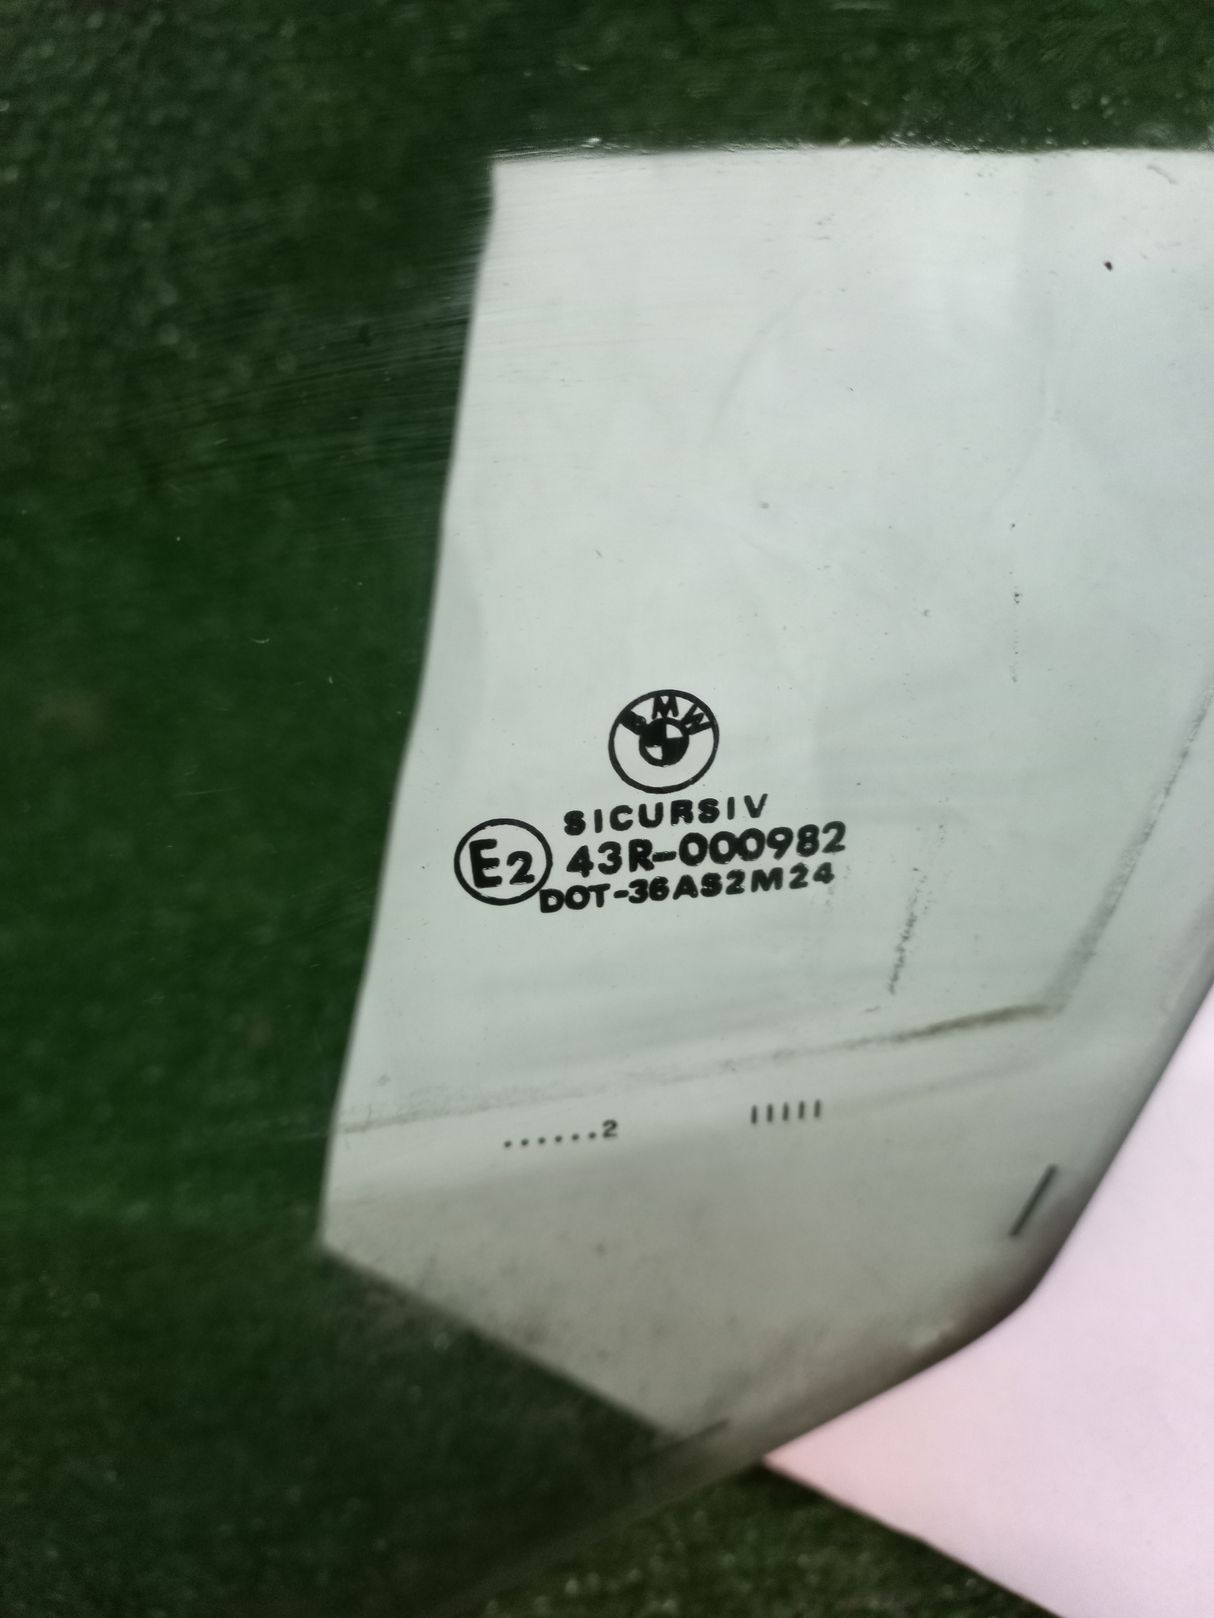 BMW
SICURSIV
E2 43R-000982
DOT-36AS2M24
......2 IIIII